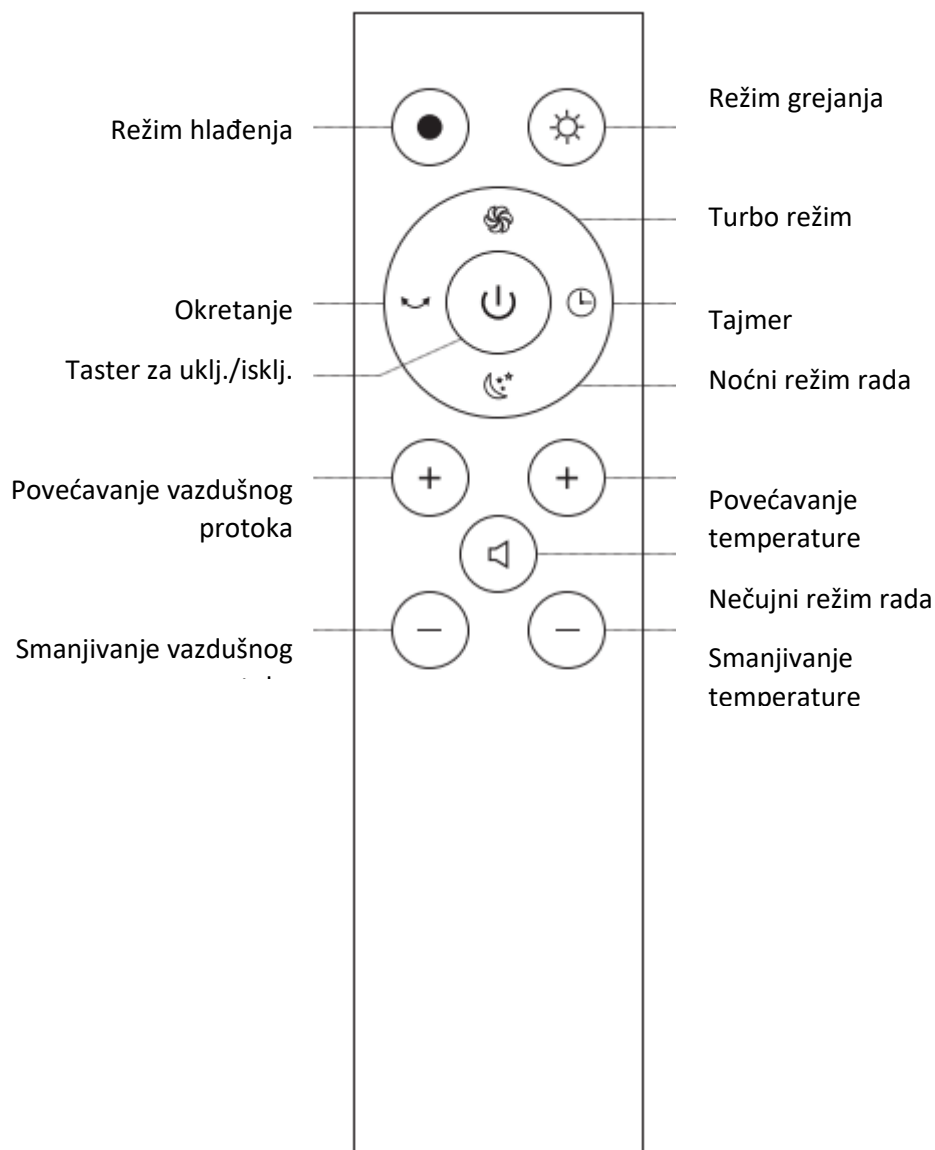 Režim hlađenja
Režim grejanja
Turbo režim
Okretanje
Tajmer
Taster za uklj./isklj.
Noćni režim rada
Povećavanje vazdušnog
protoka
Povećavanje
temperature
Nečujni režim rada
Smanjivanje vazdušnog
Smanjivanje
temperature